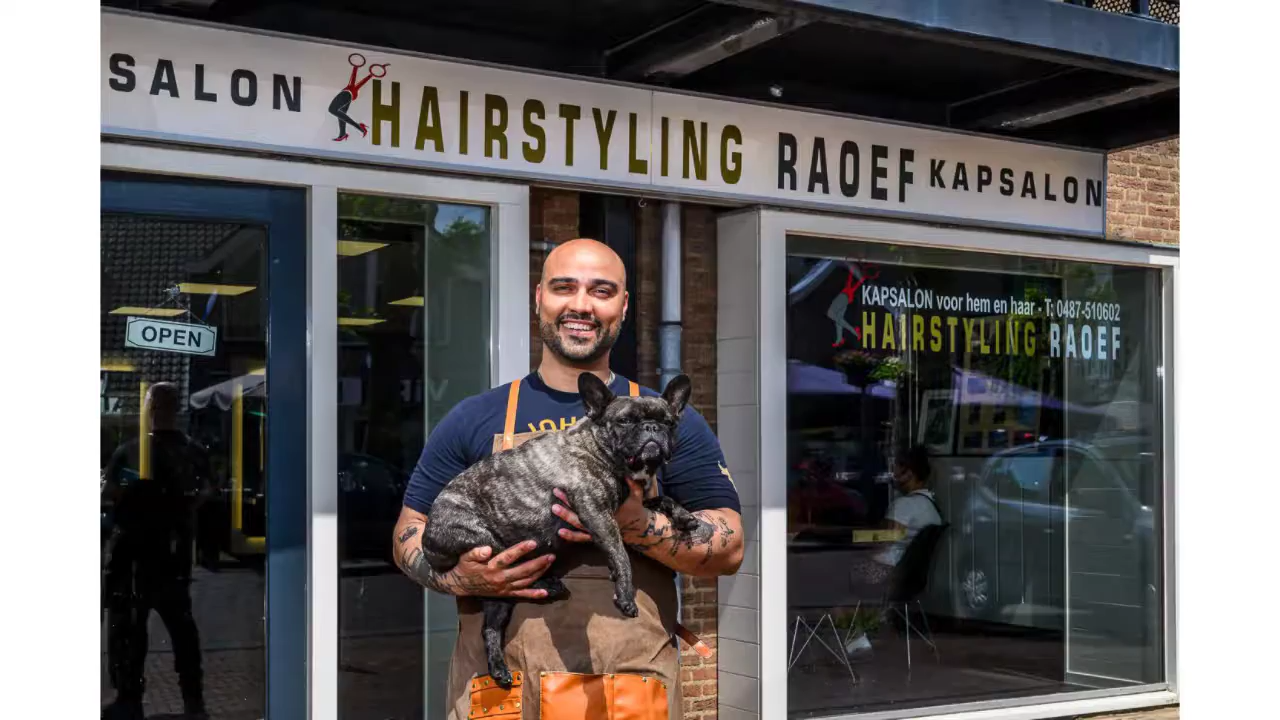 SALON HAIRSTYLING RAOEF KAPSALON
OPEN
KAPSALON voor hem en haar - T: 0487-510602
HAIRSTYLING RAOEF